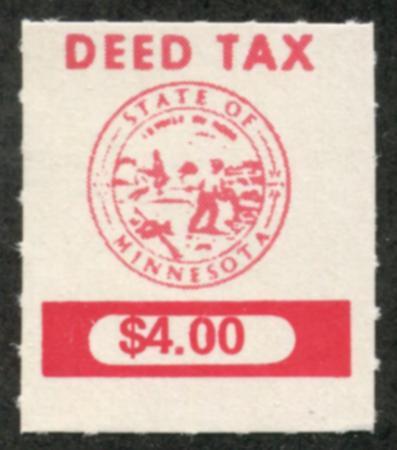 DEED TAX
STATE OF
MINNESOTA
$4.00